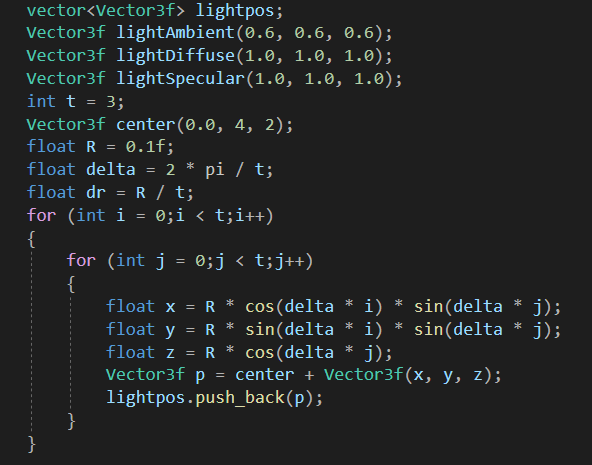 vector<Vector3f> lightpos;
Vector3f lightAmbient(0.6, 0.6, 0.6);
Vector3f lightDiffuse(1.0, 1.0, 1.0);
Vector3f lightSpecular(1.0, 1.0, 1.0);
int t = 3;
Vector3f center(0.0, 4, 2);
float R = 0.1f;
float delta = 2 * pi / t;
float dr = R / t;
for (int i = 0;i < t;i++)
{
    for (int j = 0;j < t;j++)
    {
        float x = R * cos(delta * i) * sin(delta * j);
        float y = R * sin(delta * i) * sin(delta * j);
        float z = R * cos(delta * j);
        Vector3f p = center + Vector3f(x, y, z);
        lightpos.push_back(p);
    }
}